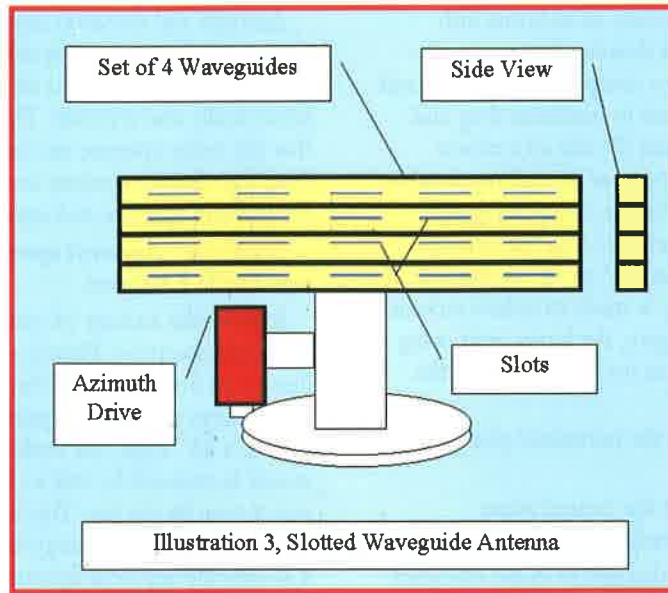 Set of 4 Waveguides
Side View
Slots
Azimuth
Drive
Illustration 3, Slotted Waveguide Antenna